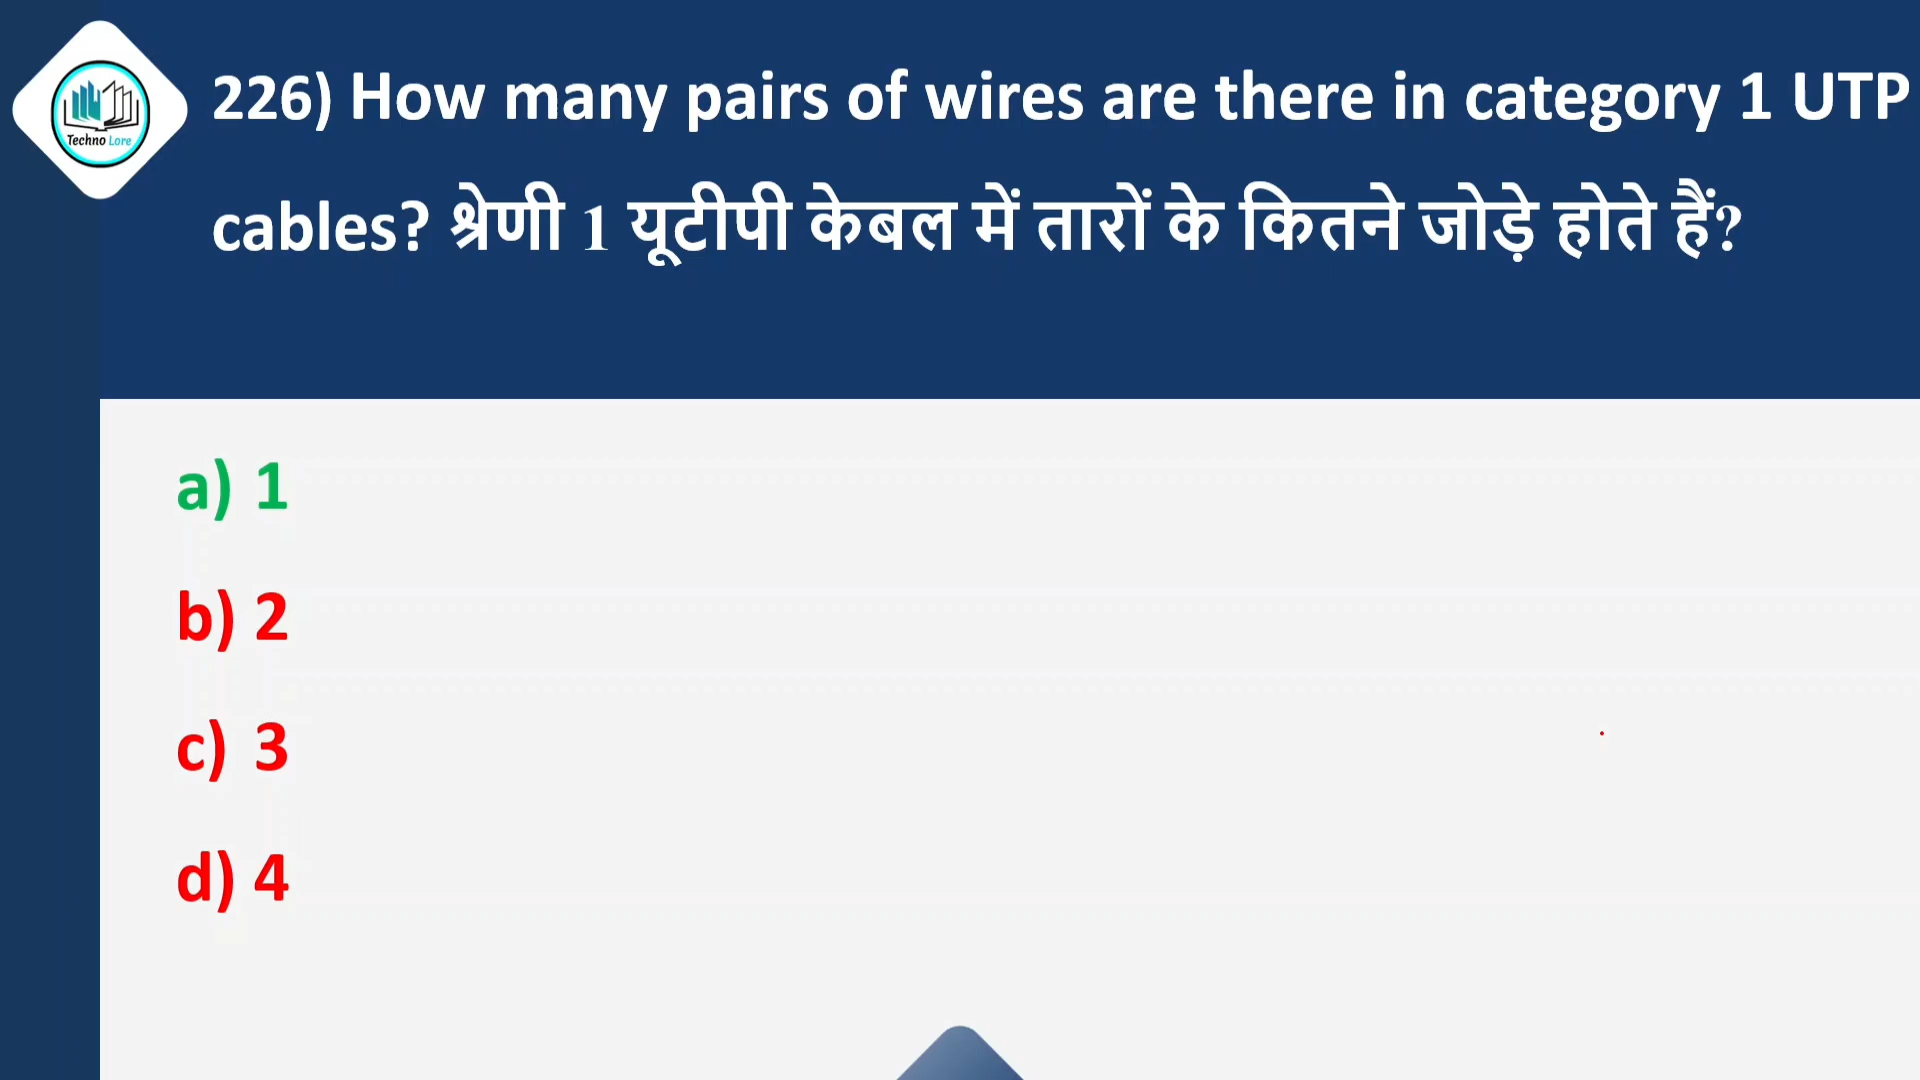 Techno Lore
226) How many pairs of wires are there in category 1 UTP
cables? श्रेणी 1 यूटीपी केबल में तारों के कितने जोड़े होते हैं?
a) 1
b) 2
c) 3
d) 4